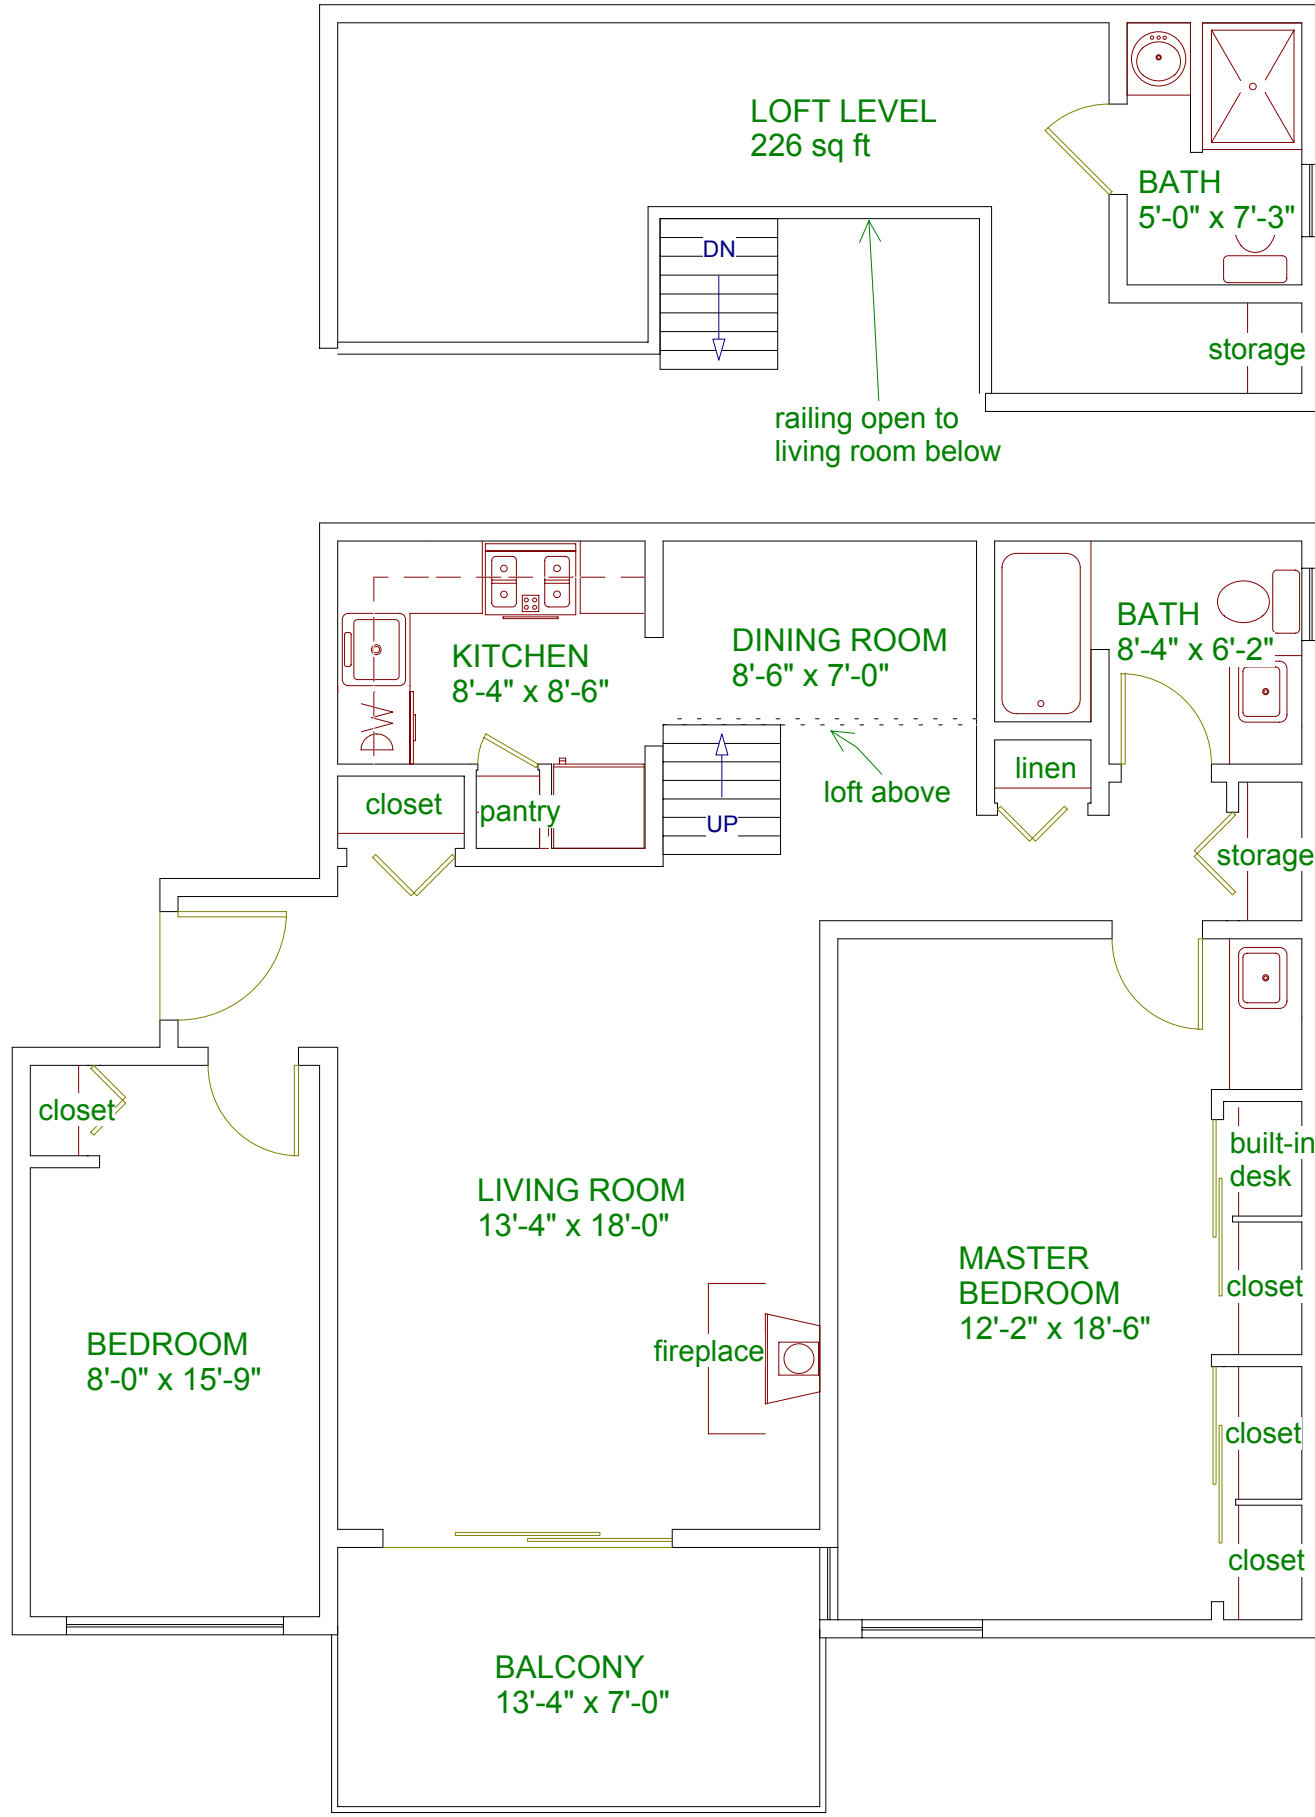 LOFT LEVEL
226 sq ft
BATH
5'-0" x 7'-3"
DN
storage
railing open to
living room below
KITCHEN
8'-4" x 8'-6"
DINING ROOM
8'-6" x 7'-0"
BATH
8'-4" x 6'-2"
DW
closet
pantry
UP
loft above
linen
storage
closet
built-in
desk
LIVING ROOM
13'-4" x 18'-0"
MASTER
BEDROOM
12'-2" x 18'-6"
closet
BEDROOM
8'-0" x 15'-9"
fireplace
closet
closet
BALCONY
13'-4" x 7'-0"